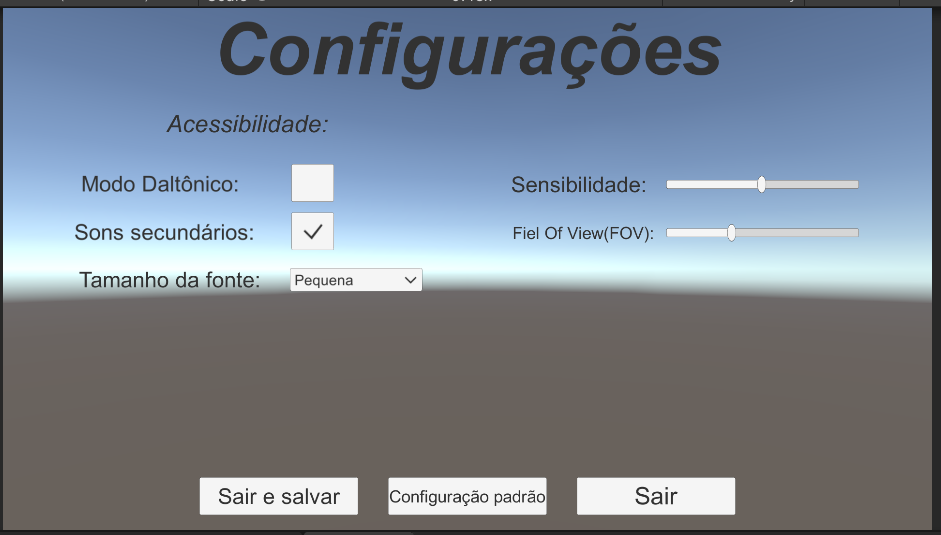 Configurações
Acessibilidade:
Modo Daltônico:
Sensibilidade:
Sons secundários:
Fiel Of View(FOV):
Tamanho da fonte:
Pequena
Sair e salvar
Configuração padrão
Sair